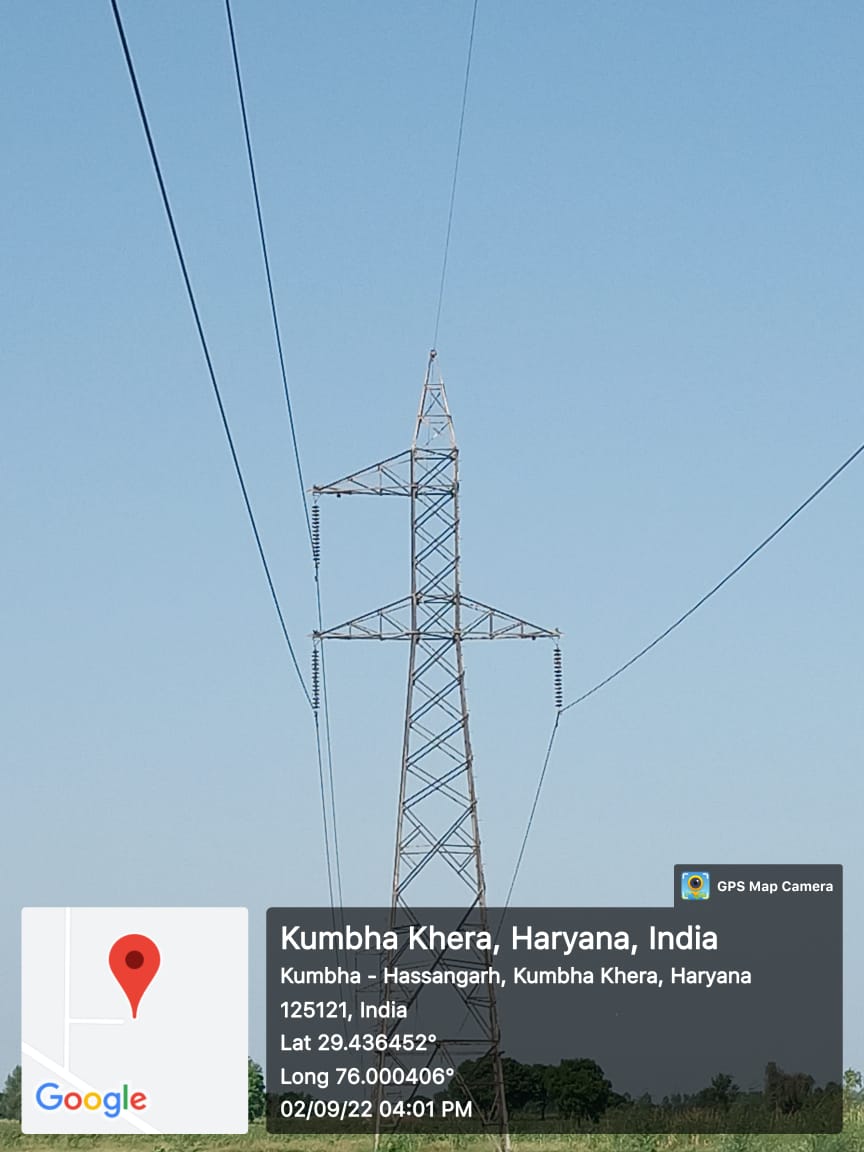 GPS Map Camera
Kumbha Khera, Haryana, India
Kumbha - Hassangarh, Kumbha Khera, Haryana
125121, India
Lat 29.436452°
Long 76.000406°
02/09/22 04:01 PM
Google